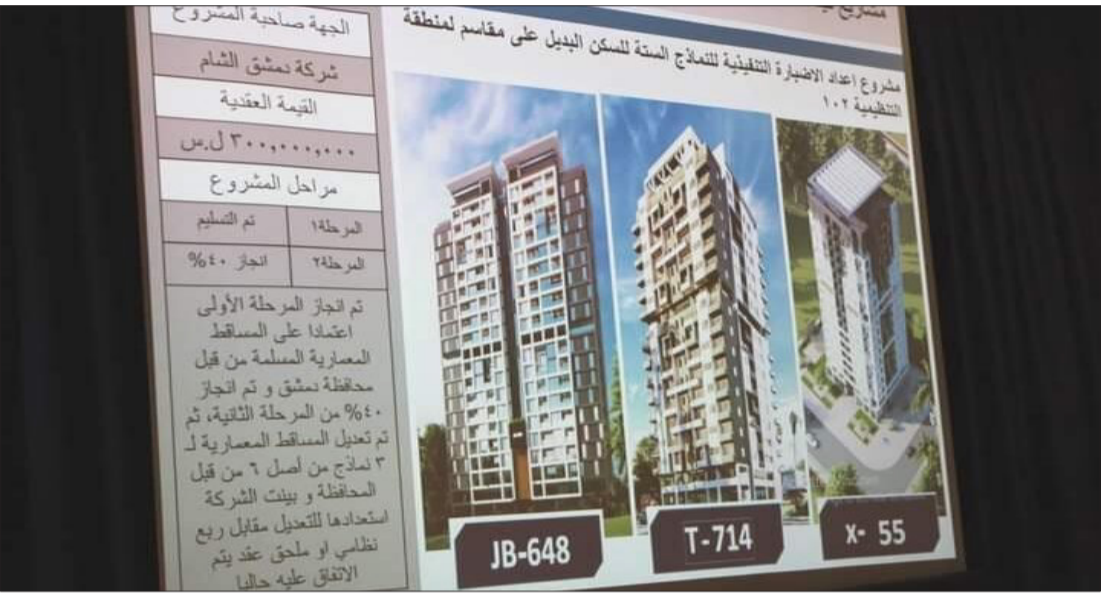 مشاريع
مشروع إعداد الاضبارة التنفيذية للنماذج الستة للسكن البديل على مقاسم لمنطقة
التنظيمية ١٠٢
الجهة صاحبة المشروع
شركة دمشق الشام
القيمة العقدية
٣٠٠,٠٠٠,٠٠٠ ل.س
مراحل المشروع
المرحلة١ تم التسليم
المرحلة٢ انجاز ٤٠%
تم انجاز المرحلة الأولى
اعتمادا على المساقط
المعمارية المسلمة من قبل
محافظة دمشق و تم انجاز
٤٠% من المرحلة الثانية، ثم
تم تعديل المساقط المعمارية لـ
٣ نماذج من أصل ٦ من قبل
المحافظة و بينت الشركة
استعدادها للتعديل مقابل ربع
نظامي او ملحق عقد يتم
الاتفاق عليه حاليا
JB-648
T-714
x- 55